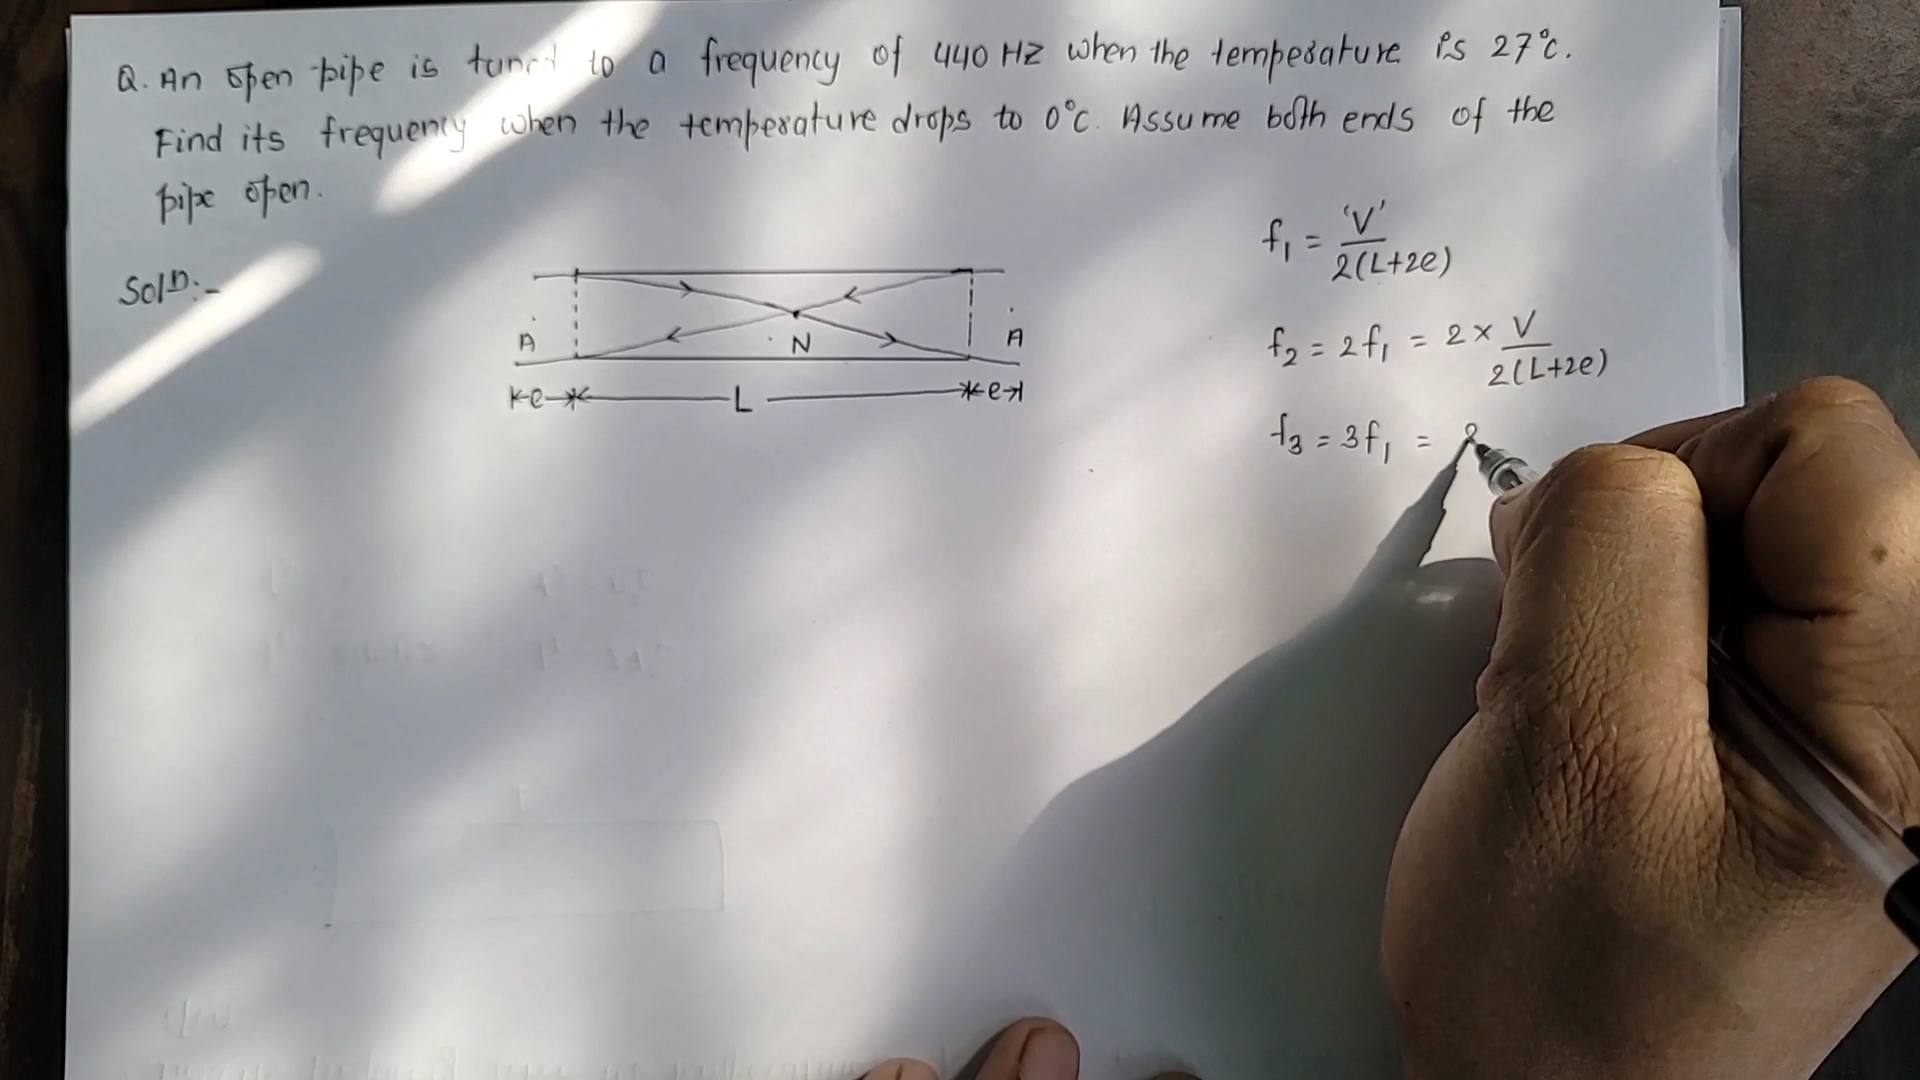 Q. An open pipe is tuned to a frequency of 440 HZ when the temperature is 27°c.
Find its frequency when the temperature drops to 0°c. Assume both ends of the
pipe open.
Solⁿ:-
A N A
e L e
f₁ = 'V' / 2(L+2e)
f₂ = 2f₁ = 2 × V / 2(L+2e)
f₃ = 3f₁ =